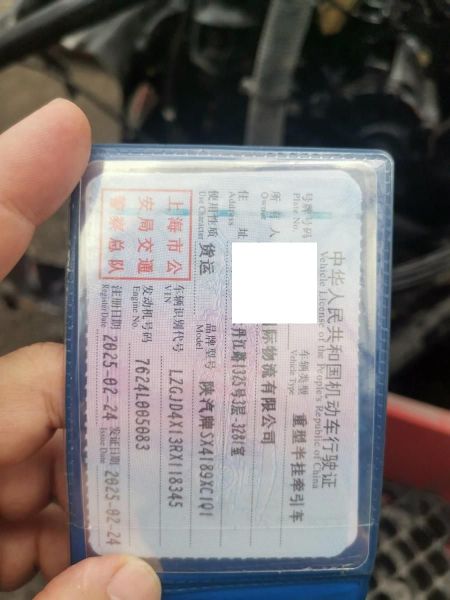 中华人民共和国机动车行驶证
Vehicle License of the People's Republic of China
号牌号码
Plate No.
车辆类型 重型半挂牵引车
Vehicle Type
所有人 国际物流有限公司
Owner
住址 丹江路1325号3层-3281室
Address
使用性质 货运
Use Character
品牌型号 陕汽牌SX4189XC1Q1
Model
上海市公
安局交通
警察总队
车辆识别代号 LZGJD4X13RX118345
VIN
发动机号码 7624L005083
Engine No.
注册日期 2025-02-24
Register Date
发证日期 2025-02-24
Issue Date